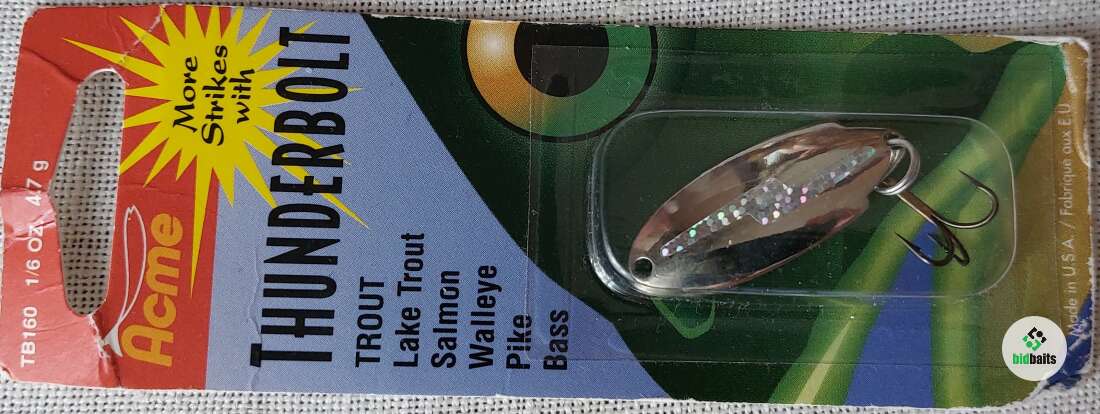 TB160 1/6 Oz. 4.7 g
Acme
More
Strikes
with
THUNDERBOLT
TROUT
Lake Trout
Salmon
Walleye
Pike
Bass
Made in U.S.A. / Fabrique aux E.U.
bidbaits